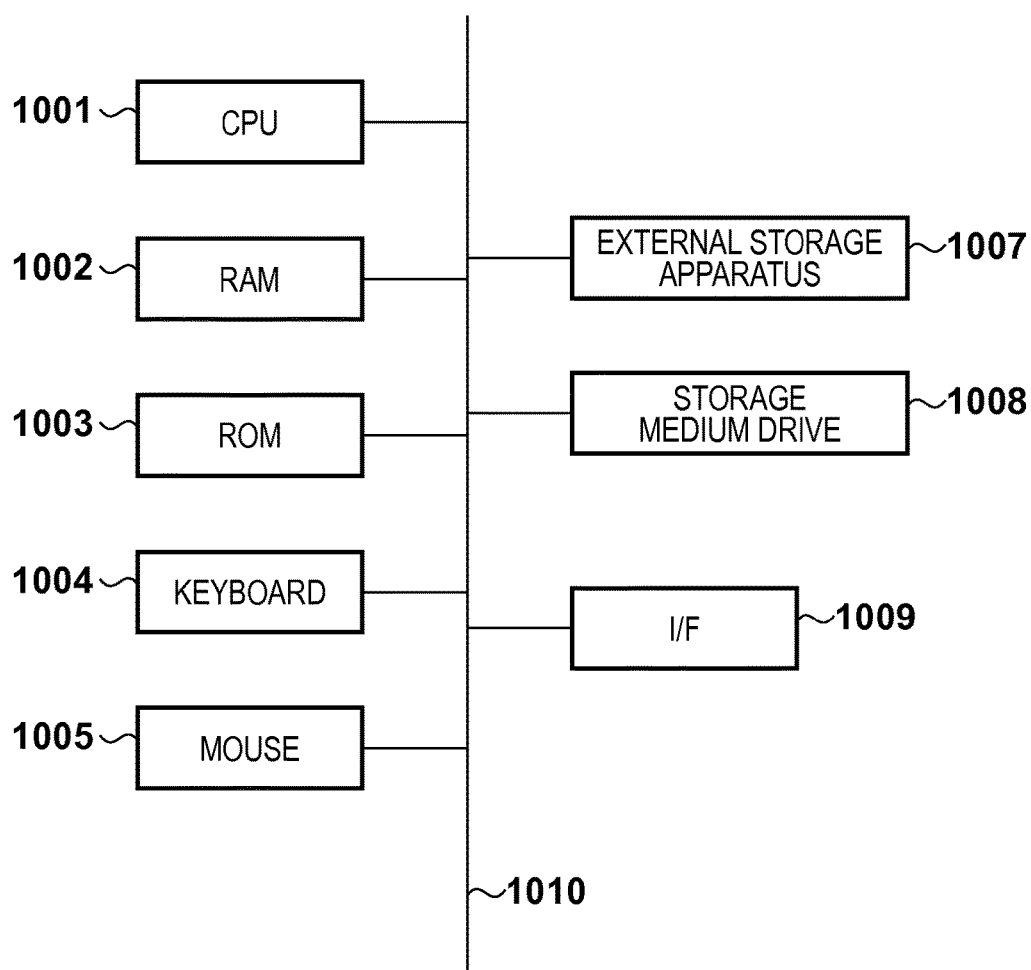 1001
CPU
1002
RAM
1003
ROM
1004
KEYBOARD
1005
MOUSE
EXTERNAL STORAGE
APPARATUS
1007
STORAGE
MEDIUM DRIVE
1008
I/F
1009
1010